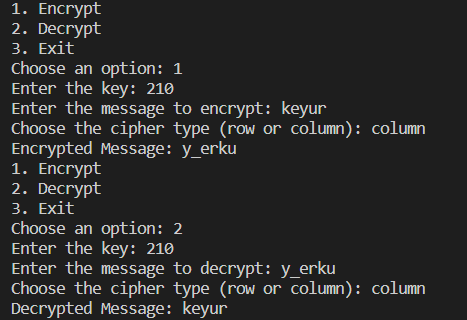 1. Encrypt
2. Decrypt
3. Exit
Choose an option: 1
Enter the key: 210
Enter the message to encrypt: keyur
Choose the cipher type (row or column): column
Encrypted Message: y_erku
1. Encrypt
2. Decrypt
3. Exit
Choose an option: 2
Enter the key: 210
Enter the message to decrypt: y_erku
Choose the cipher type (row or column): column
Decrypted Message: keyur